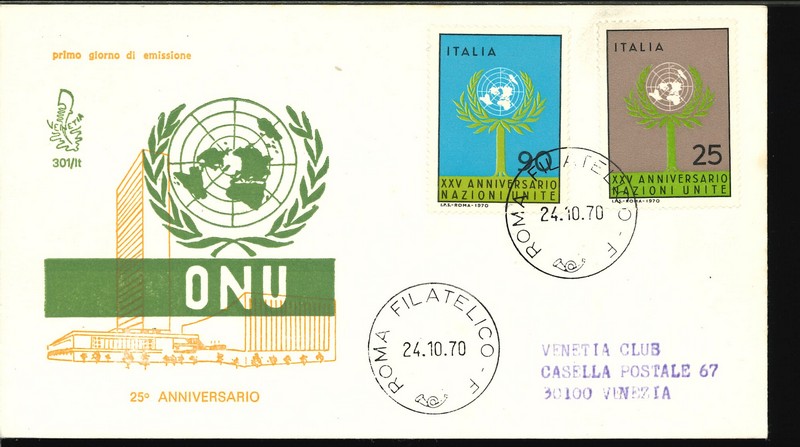 primo giorno di emissione
VENETIA
301/It
ONU
25º ANNIVERSARIO
ITALIA
90
XXV ANNIVERSARIO
NAZIONI UNITE
I.P.S.-ROMA-1970
ITALIA
25
XXV ANNIVERSARIO
NAZIONI UNITE
I.P.S.-ROMA-1970
ROMA FILATELICO-F
24.10.70
ROMA FILATELICO-F
24.10.70
VENETIA CLUB
CASELLA POSTALE 67
30100 VENEZIA